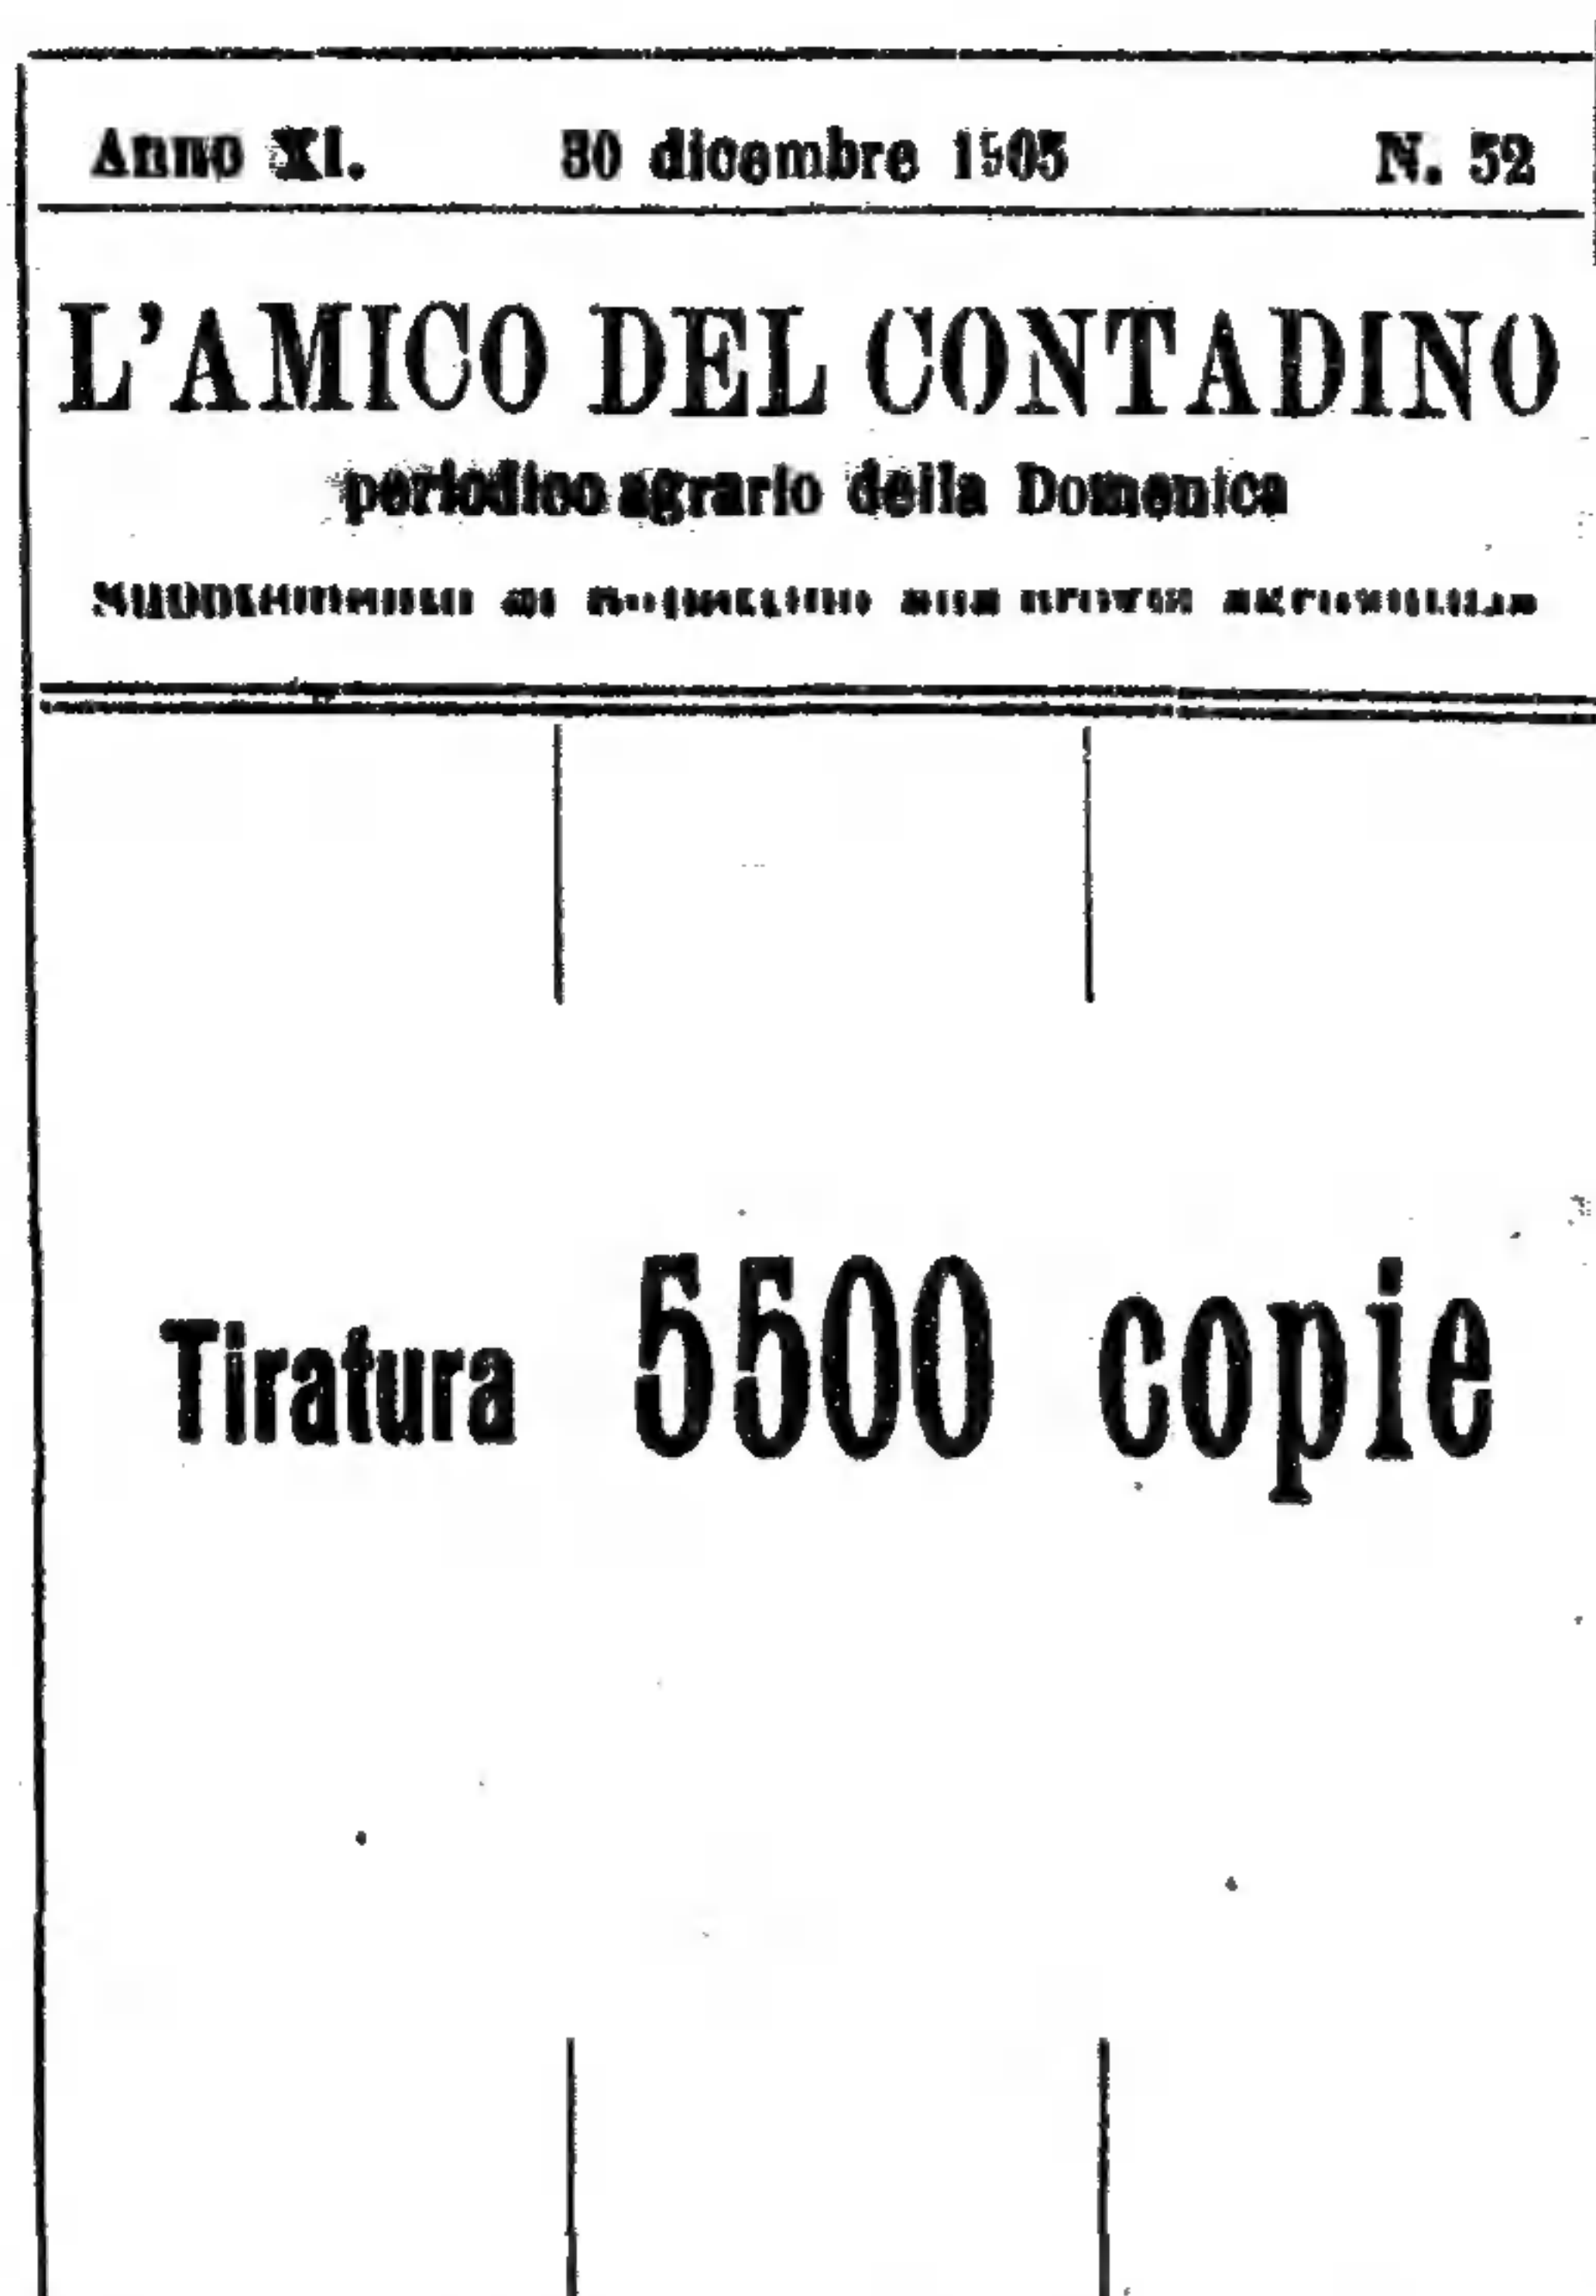 Anno XI. 30 dicembre 1905 N. 52
L'AMICO DEL CONTADINO
periodico agrario della Domenica
Tiratura 5500 copie